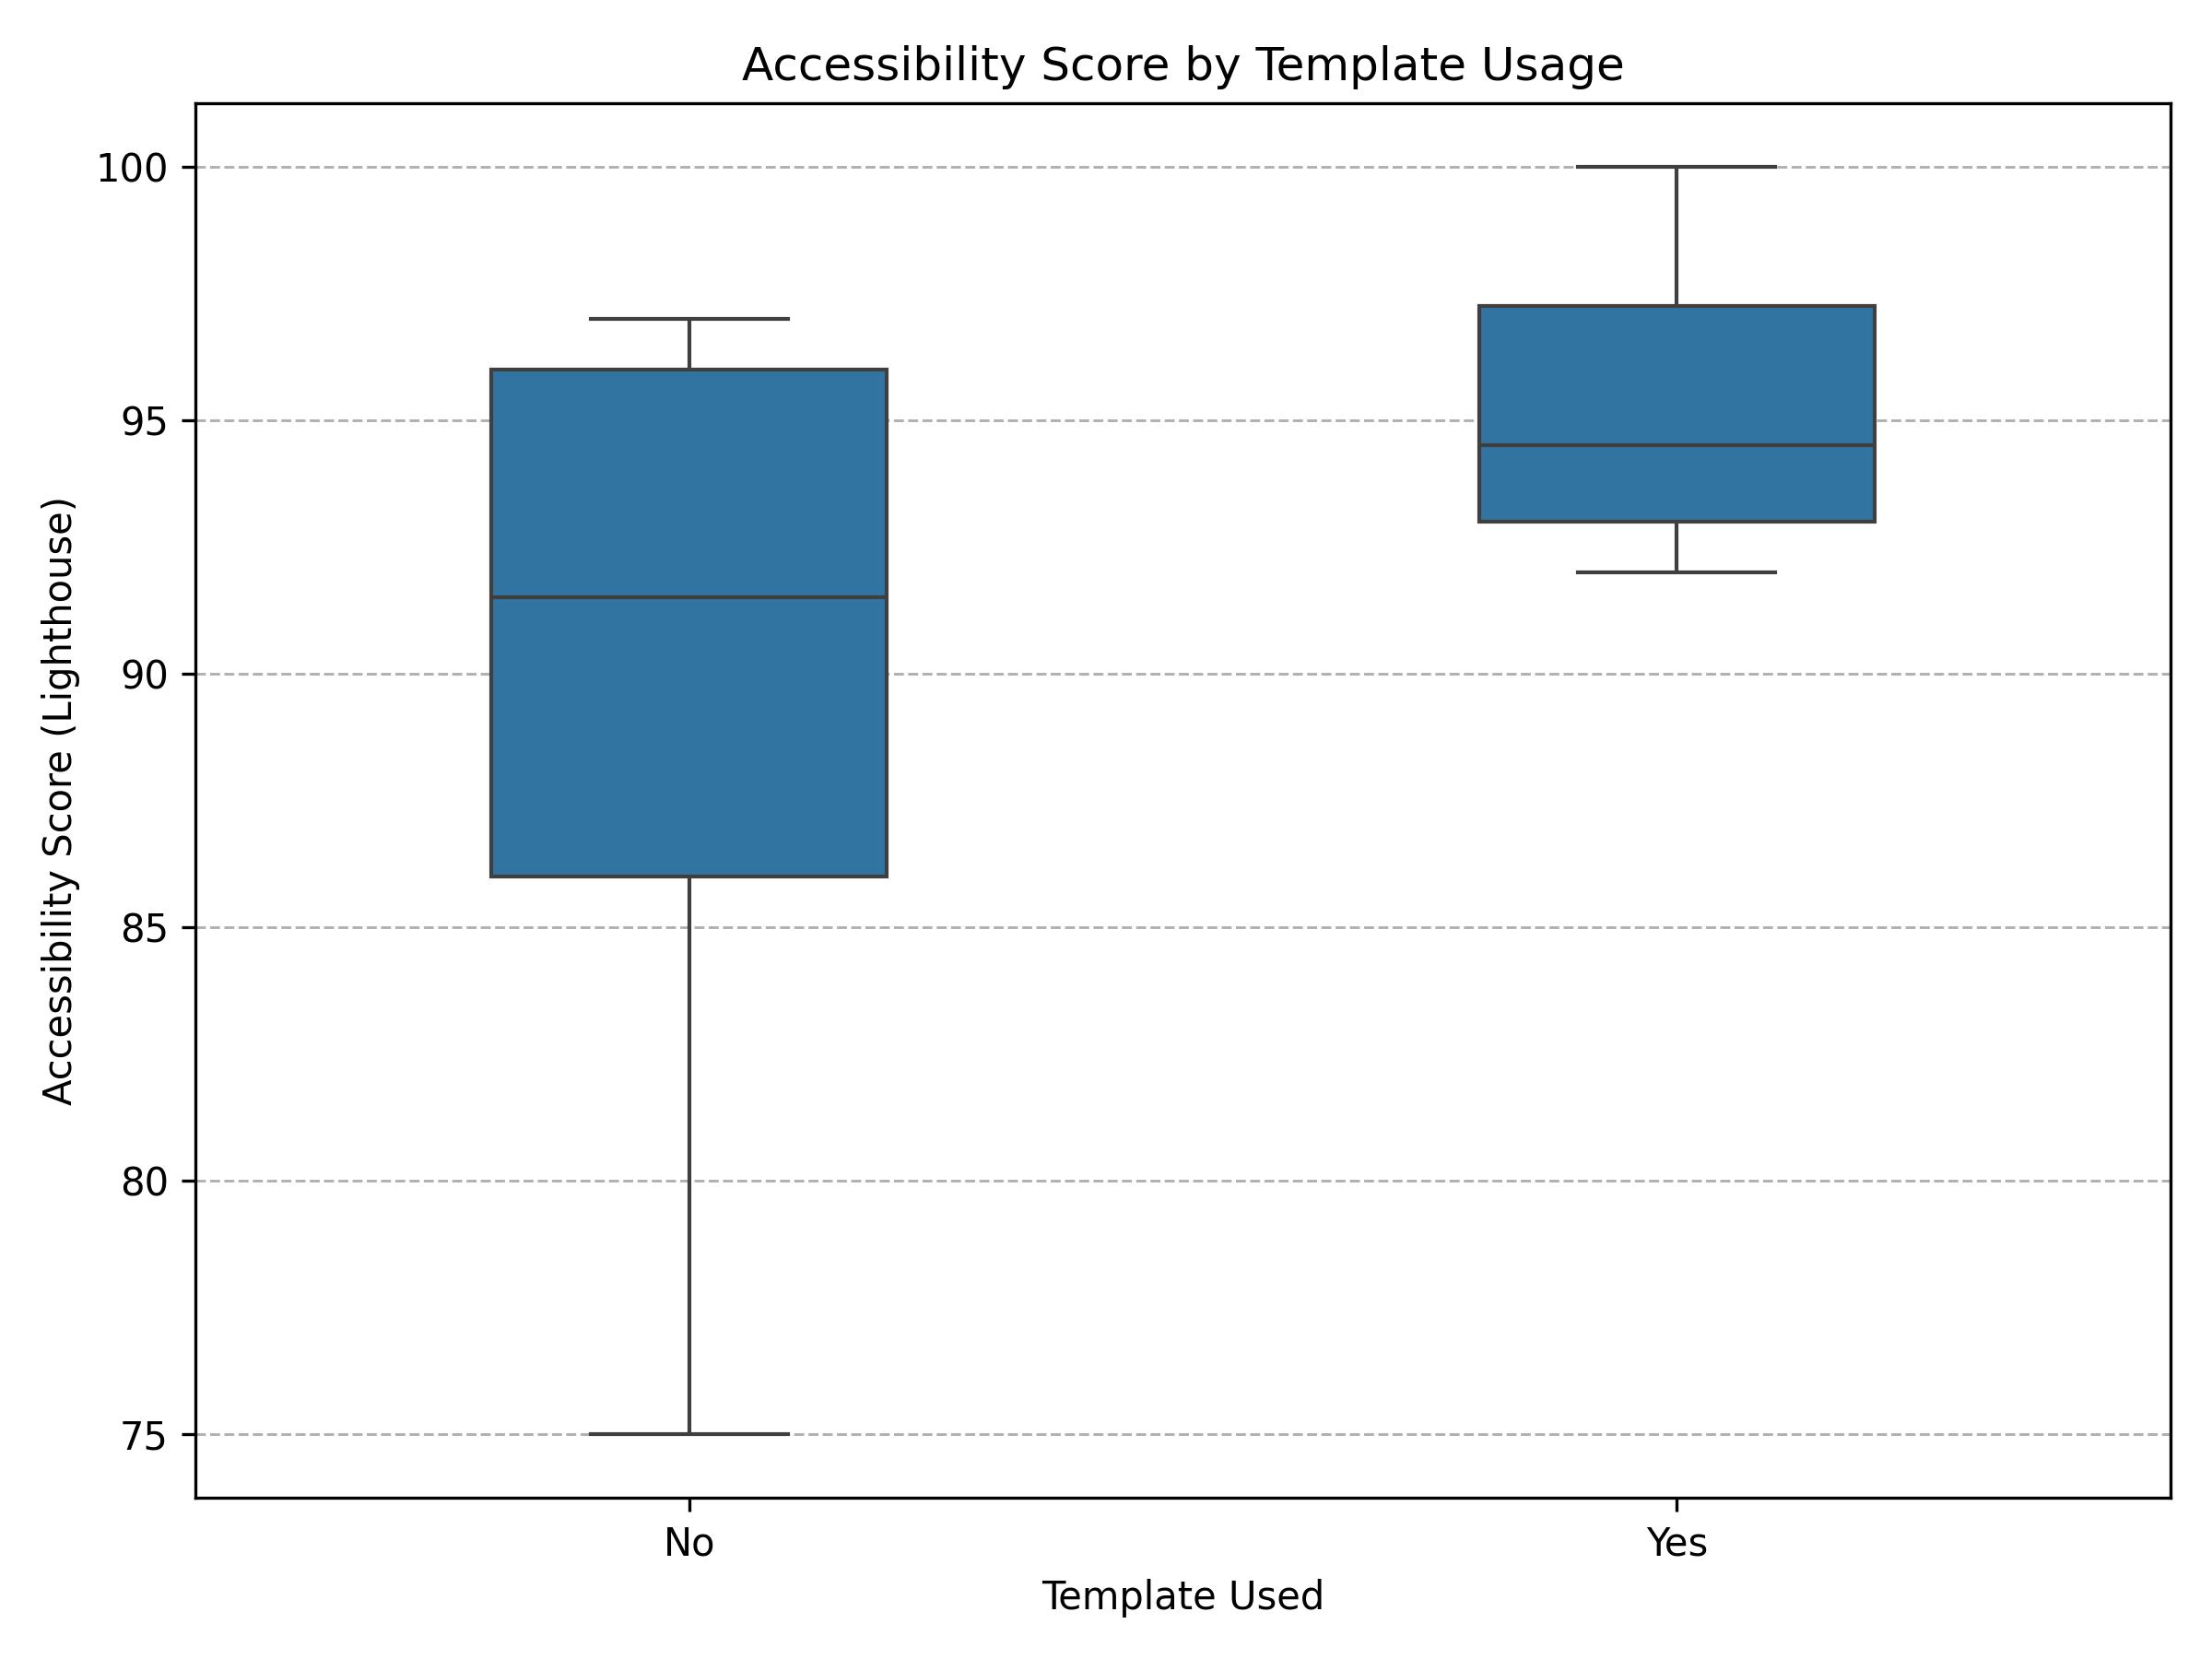 Accessibility Score by Template Usage
100
95
90
85
80
75
Accessibility Score (Lighthouse)
No
Yes
Template Used